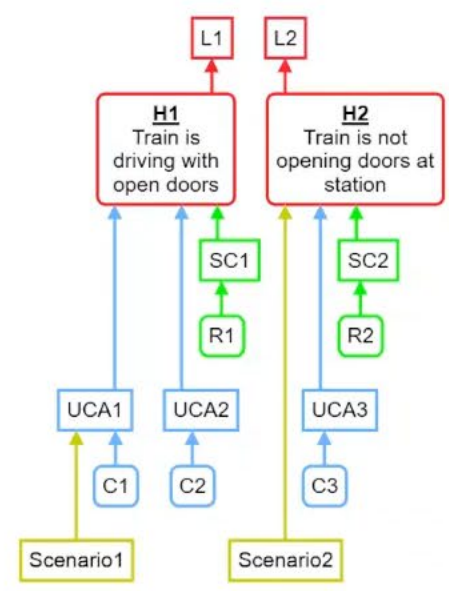 L1
L2
H1
Train is
driving with
open doors
H2
Train is not
opening doors at
station
SC1
SC2
R1
R2
UCA1
UCA2
UCA3
C1
C2
C3
Scenario1
Scenario2